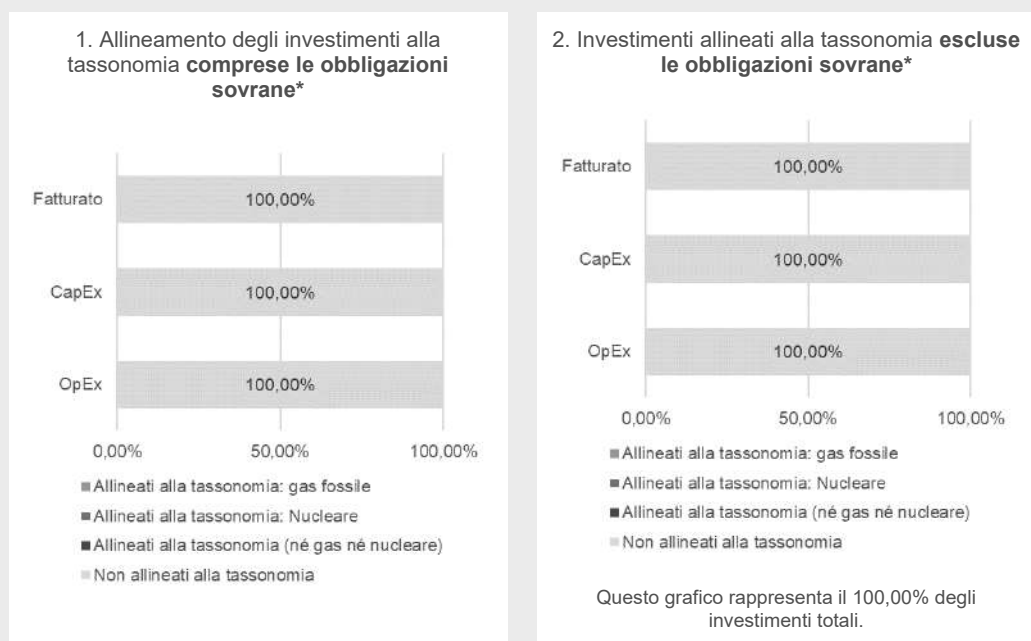 1. Allineamento degli investimenti alla
tassonomia comprese le obbligazioni
sovrane*
Fatturato
100,00%
CapEx
100,00%
OpEx
100,00%
0,00%
50,00%
100,00%
Allineati alla tassonomia: gas fossile
Allineati alla tassonomia: Nucleare
Allineati alla tassonomia (né gas né nucleare)
Non allineati alla tassonomia
2. Investimenti allineati alla tassonomia escluse
le obbligazioni sovrane*
Fatturato
100,00%
CapEx
100,00%
OpEx
100,00%
0,00%
50,00%
100,00%
Allineati alla tassonomia: gas fossile
Allineati alla tassonomia: Nucleare
Allineati alla tassonomia (né gas né nucleare)
Non allineati alla tassonomia
Questo grafico rappresenta il 100,00% degli
investimenti totali.